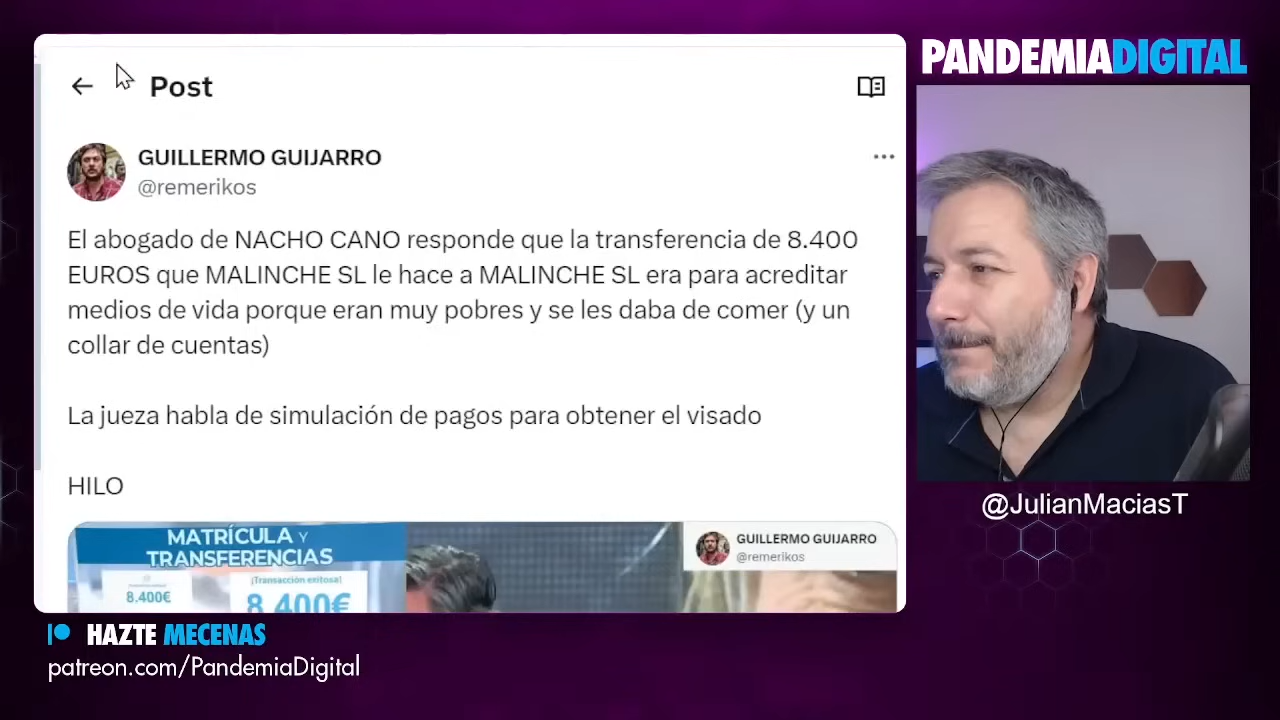 PANDEMIADIGITAL
Post
GUILLERMO GUIJARRO
@remerikos
El abogado de NACHO CANO responde que la transferencia de 8.400
EUROS que MALINCHE SL le hace a MALINCHE SL era para acreditar
medios de vida porque eran muy pobres y se les daba de comer (y un
collar de cuentas)
La jueza habla de simulación de pagos para obtener el visado
HILO
MATRÍCULA Y
TRANSFERENCIAS
8.400€
¡Transacción exitosa!
8.400€
GUILLERMO GUIJARRO
@remerikos
@JulianMaciasT
HAZTE MECENAS
patreon.com/PandemiaDigital